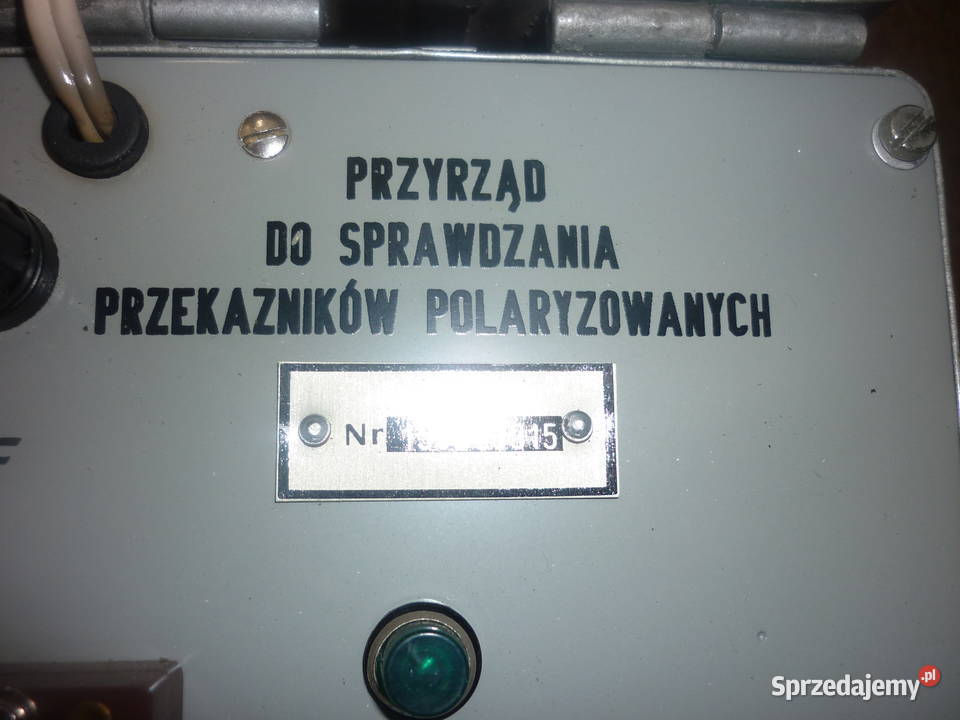 PRZYRZĄD
DO SPRAWDZANIA
PRZEKAZNIKÓW POLARYZOWANYCH
Nr
Sprzedajemy.pl